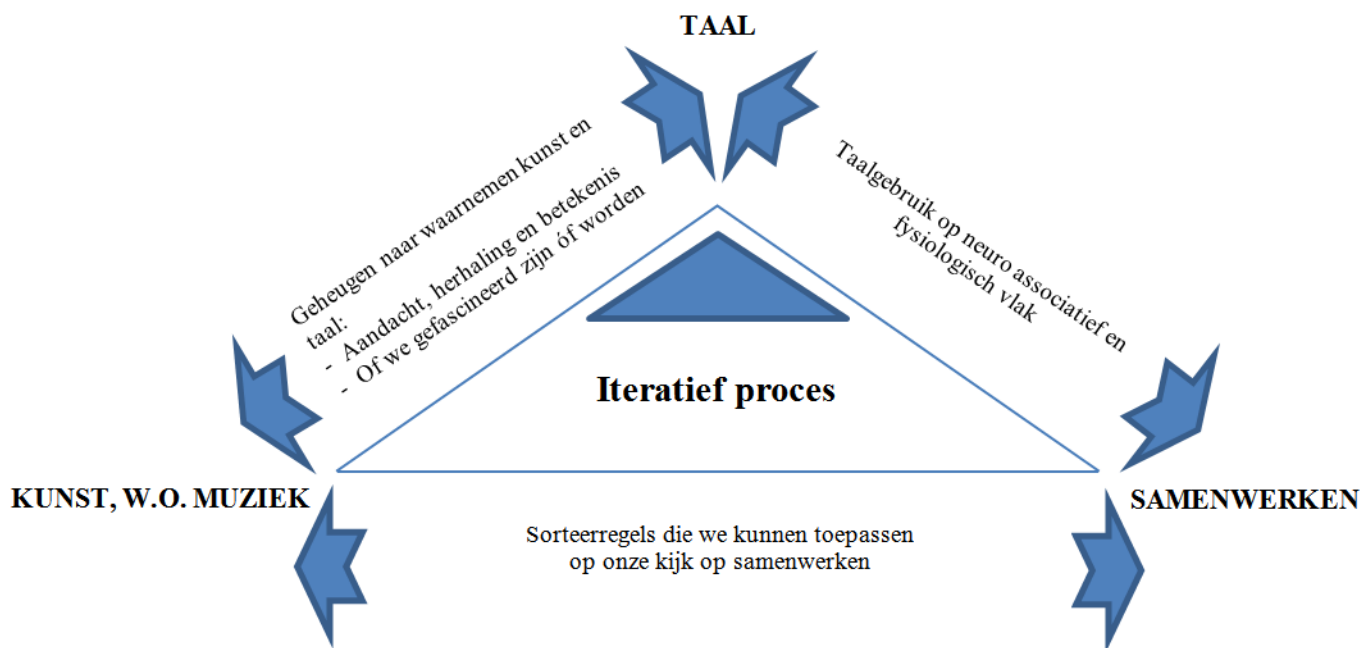 TAAL
Geheugen naar waarnemen kunst en
taal:
- Aandacht, herhaling en betekenis
- Of we gefascineerd zijn óf worden
Taalgebruik op neuro associatief en
fysiologisch vlak
Iteratief proces
KUNST, W.O. MUZIEK
SAMENWERKEN
Sorteerregels die we kunnen toepassen
op onze kijk op samenwerken